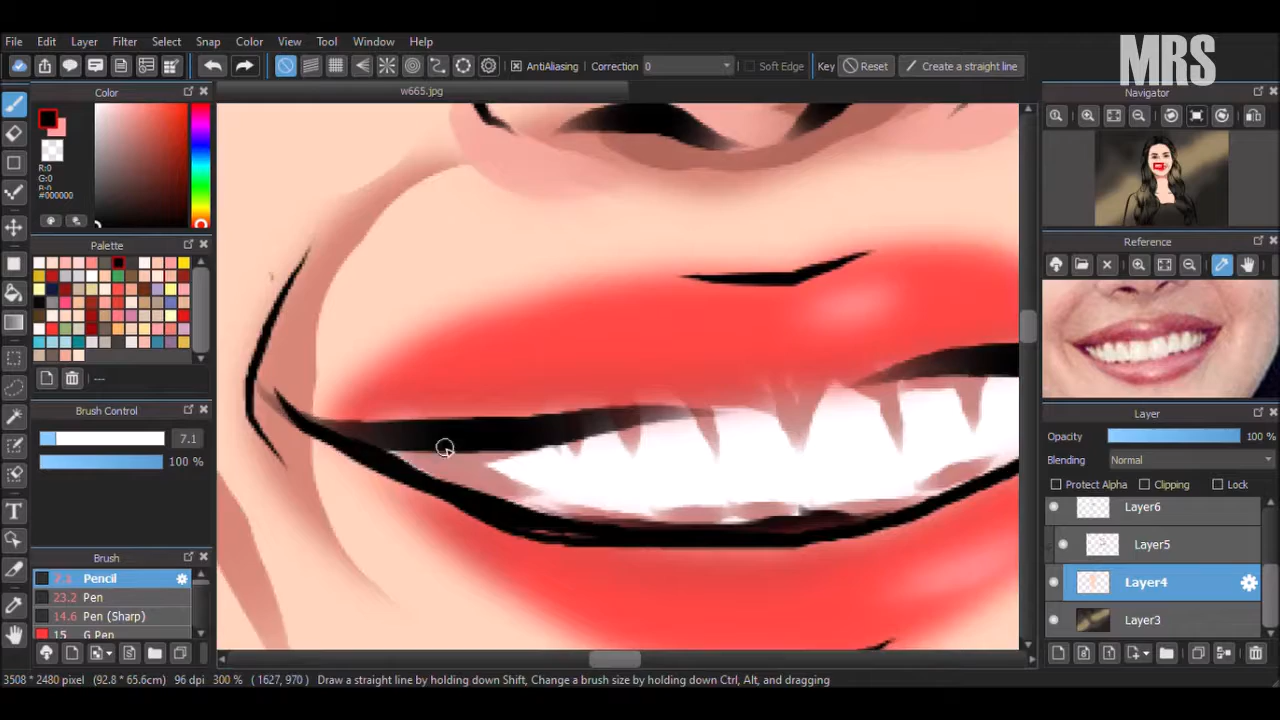 MRS
File Edit Layer Filter Select Snap Color View Tool Window Help
AntiAliasing Correction 0 Soft Edge Key Reset Create a straight line
w665.jpg
Color
R:0
G:0
B:0
#000000
Palette
---
Brush Control
7.1
100 %
Brush
7.1 Pencil
23.2 Pen
14.6 Pen (Sharp)
15 G Pen
Navigator
Reference
Layer
Opacity 100 %
Blending Normal
Protect Alpha Clipping Lock
Layer6
Layer5
Layer4
Layer3
3508 * 2480 pixel (92.8 * 65.6cm) 96 dpi 300 % ( 1627, 970 ) Draw a straight line by holding down Shift, Change a brush size by holding down Ctrl, Alt, and dragging